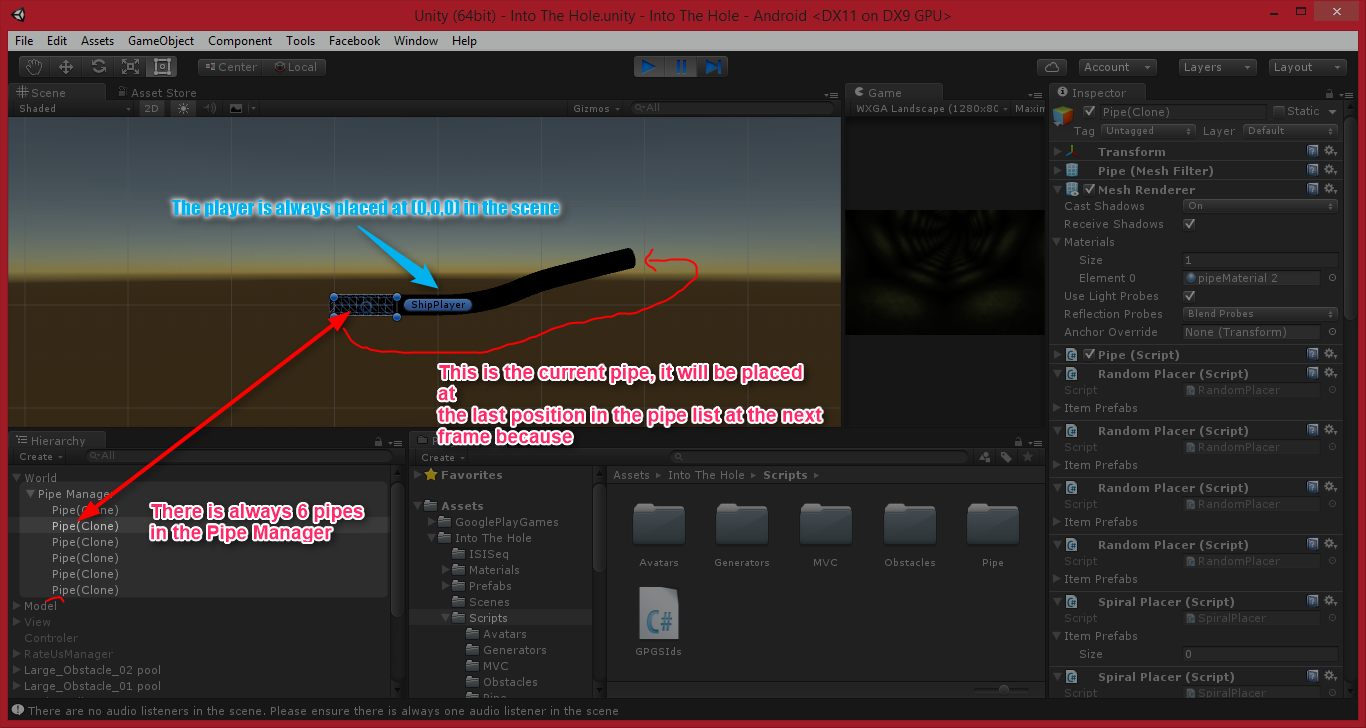 Unity (64bit) - Into The Hole.unity - Into The Hole - Android <DX11 on DX9 GPU>
File Edit Assets GameObject Component Tools Facebook Window Help
Center Local Account Layers Layout
Scene Asset Store
Shaded 2D Gizmos All
The player is always placed at (0,0,0) in the scene
ShipPlayer
This is the current pipe, it will be placed
at
the last position in the pipe list at the next
frame because
Game
WXGA Landscape (1280x80 Maxim
Inspector
Pipe(Clone) Static
Tag Untagged Layer Default
Transform
Pipe (Mesh Filter)
Mesh Renderer
Cast Shadows On
Receive Shadows
Materials
Size 1
Element 0 pipeMaterial 2
Use Light Probes
Reflection Probes Blend Probes
Anchor Override None (Transform)
Pipe (Script)
Random Placer (Script)
Script RandomPlacer
Item Prefabs
Random Placer (Script)
Script RandomPlacer
Item Prefabs
Random Placer (Script)
Script RandomPlacer
Item Prefabs
Random Placer (Script)
Script RandomPlacer
Item Prefabs
Spiral Placer (Script)
Script SpiralPlacer
Item Prefabs
Size 0
Spiral Placer (Script)
Script SpiralPlacer
Hierarchy
Create All
World
Pipe Manage
Pipe(Clone)
Pipe(Clone)
Pipe(Clone)
Pipe(Clone)
Pipe(Clone)
Pipe(Clone)
Model
View
Controler
RateUsManager
Large_Obstacle_02 pool
Large_Obstacle_01 pool
There is always 6 pipes
in the Pipe Manager
Create
Favorites
Assets
GooglePlayGames
Into The Hole
ISISeq
Materials
Prefabs
Scenes
Scripts
Avatars
Generators
MVC
Obstacles
Pipe
Assets Into The Hole Scripts
Avatars Generators MVC Obstacles Pipe
C#
GPGSIds
There are no audio listeners in the scene. Please ensure there is always one audio listener in the scene